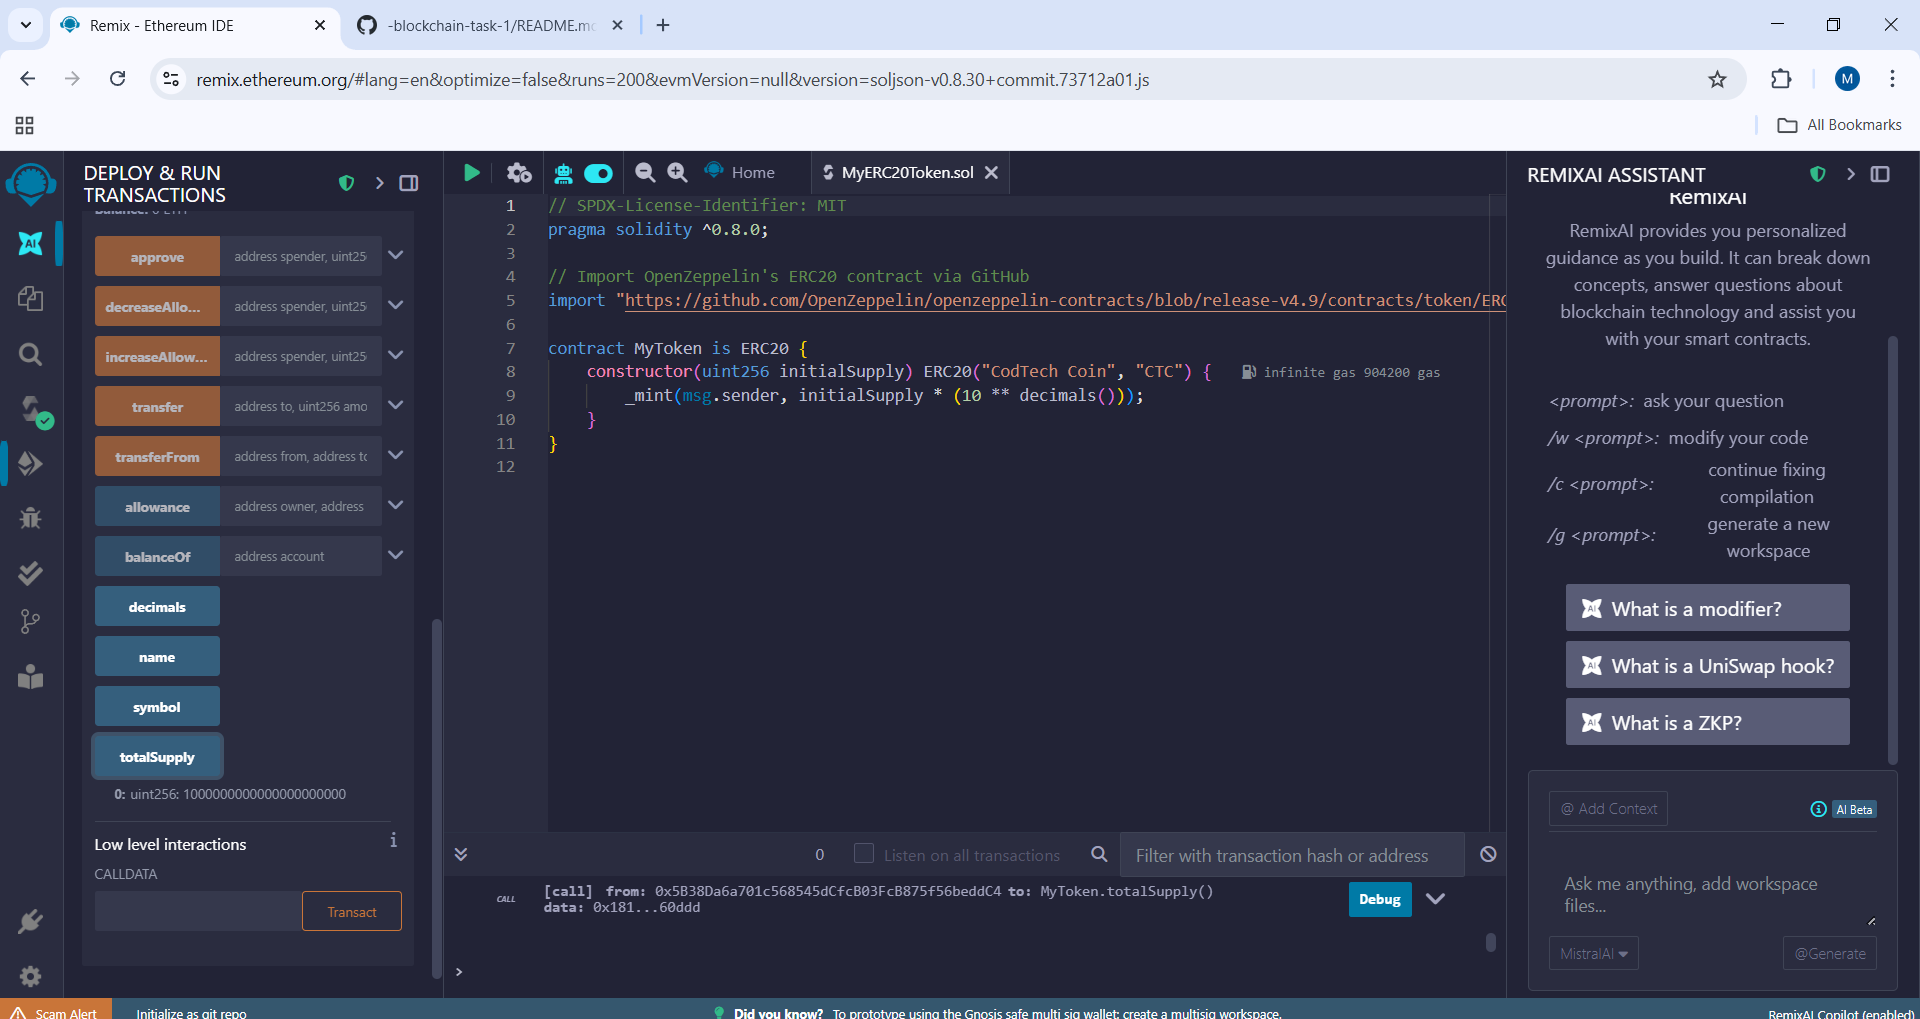 Remix - Ethereum IDE
-blockchain-task-1/README.md
remix.ethereum.org/#lang=en&optimize=false&runs=200&evmVersion=null&version=soljson-v0.8.30+commit.73712a01.js
M
All Bookmarks
DEPLOY & RUN
TRANSACTIONS
Balance: 0 ETH
approve address spender, uint25
decreaseAllo... address spender, uint25
increaseAllow... address spender, uint25
transfer address to, uint256 amo
transferFrom address from, address to
allowance address owner, address
balanceOf address account
decimals
name
symbol
totalSupply
0: uint256: 1000000000000000000000
Low level interactions
i
CALLDATA
Transact
AI
Home
MyERC20Token.sol
1 // SPDX-License-Identifier: MIT
2 pragma solidity ^0.8.0;
3
4 // Import OpenZeppelin's ERC20 contract via GitHub
5 import "https://github.com/OpenZeppelin/openzeppelin-contracts/blob/release-v4.9/contracts/token/ERC
6
7 contract MyToken is ERC20 {
8 constructor(uint256 initialSupply) ERC20("CodTech Coin", "CTC") { infinite gas 904200 gas
9 _mint(msg.sender, initialSupply * (10 ** decimals()));
10 }
11 }
12
0 Listen on all transactions Filter with transaction hash or address
CALL [call] from: 0x5B38Da6a701c568545dCfcB03FcB875f56beddC4 to: MyToken.totalSupply()
data: 0x181...60ddd
Debug
>
REMIXAI ASSISTANT
RemixAI
RemixAI provides you personalized
guidance as you build. It can break down
concepts, answer questions about
blockchain technology and assist you
with your smart contracts.
<prompt>: ask your question
/w <prompt>: modify your code
/c <prompt>: continue fixing
compilation
/g <prompt>: generate a new
workspace
AI What is a modifier?
AI What is a UniSwap hook?
AI What is a ZKP?
@ Add Context
AI Beta
Ask me anything, add workspace
files...
MistralAI
@Generate
Scam Alert
Initialize as git repo
Did you know? To prototype using the Gnosis safe multi sig wallet: create a multisig workspace.
RemixAI Copilot (enabled)